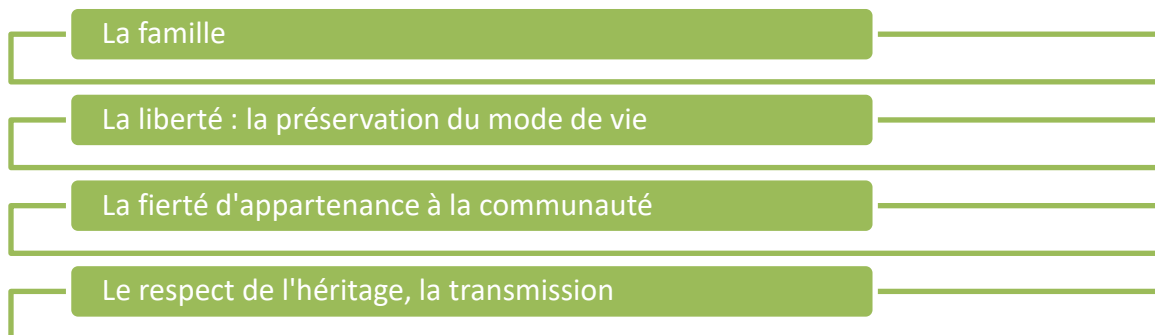 La famille
La liberté : la préservation du mode de vie
La fierté d'appartenance à la communauté
Le respect de l'héritage, la transmission